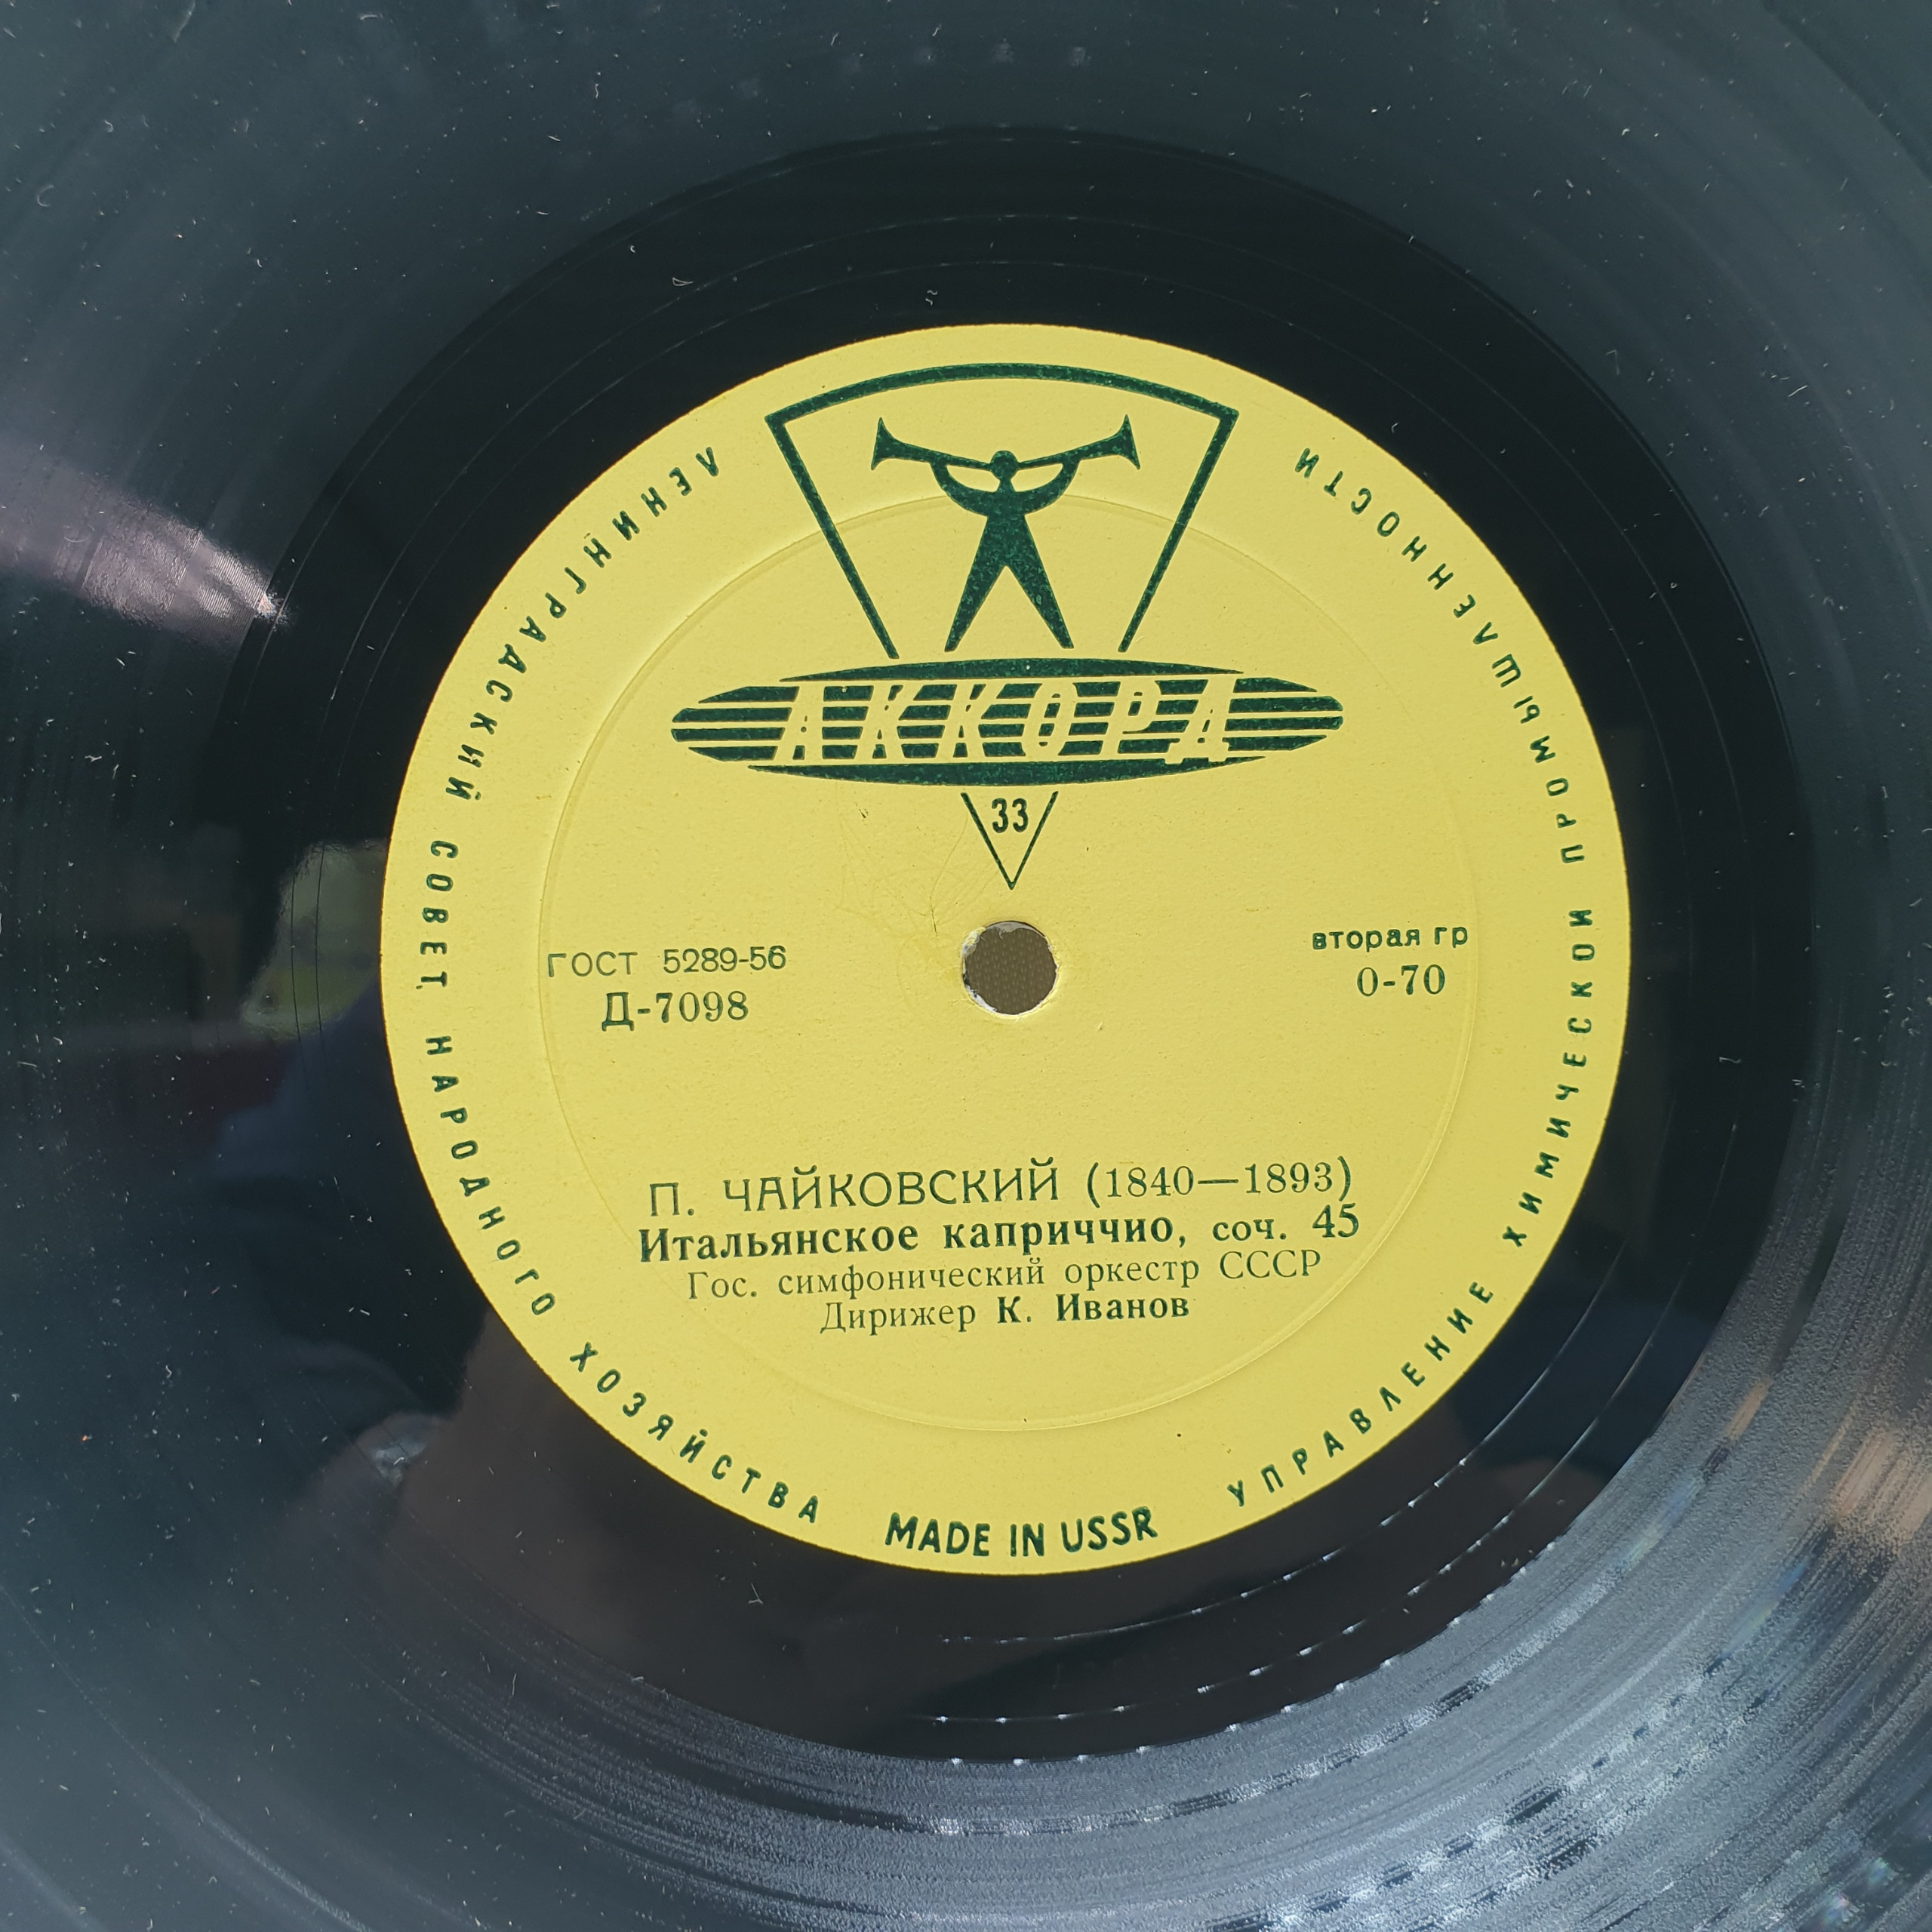 АККОРД
33
ГОСТ 5289-56
Д-7098
вторая гр
0-70
П. ЧАЙКОВСКИЙ (1840—1893)
Итальянское каприччио, соч. 45
Гос. симфонический оркестр СССР
Дирижер К. Иванов
ЛЕНИНГРАДСКИЙ СОВЕТ НАРОДНОГО ХОЗЯЙСТВА
MADE IN USSR
УПРАВЛЕНИЕ ХИМИЧЕСКОЙ ПРОМЫШЛЕННОСТИ